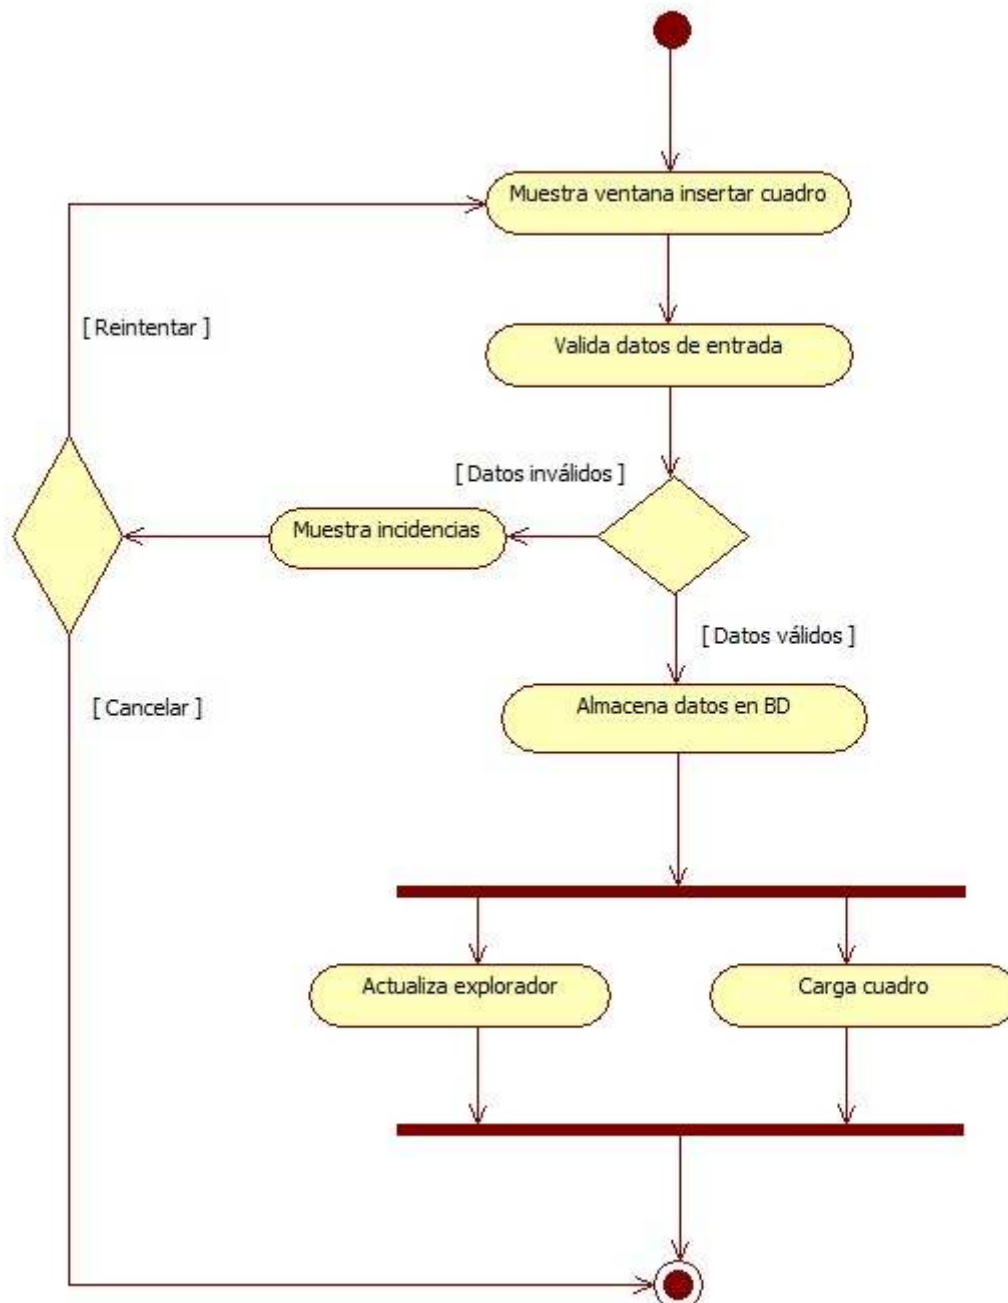 Muestra ventana insertar cuadro
[ Reintentar ]
Valida datos de entrada
[ Datos inválidos ]
Muestra incidencias
[ Datos válidos ]
[ Cancelar ]
Almacena datos en BD
Actualiza explorador
Carga cuadro